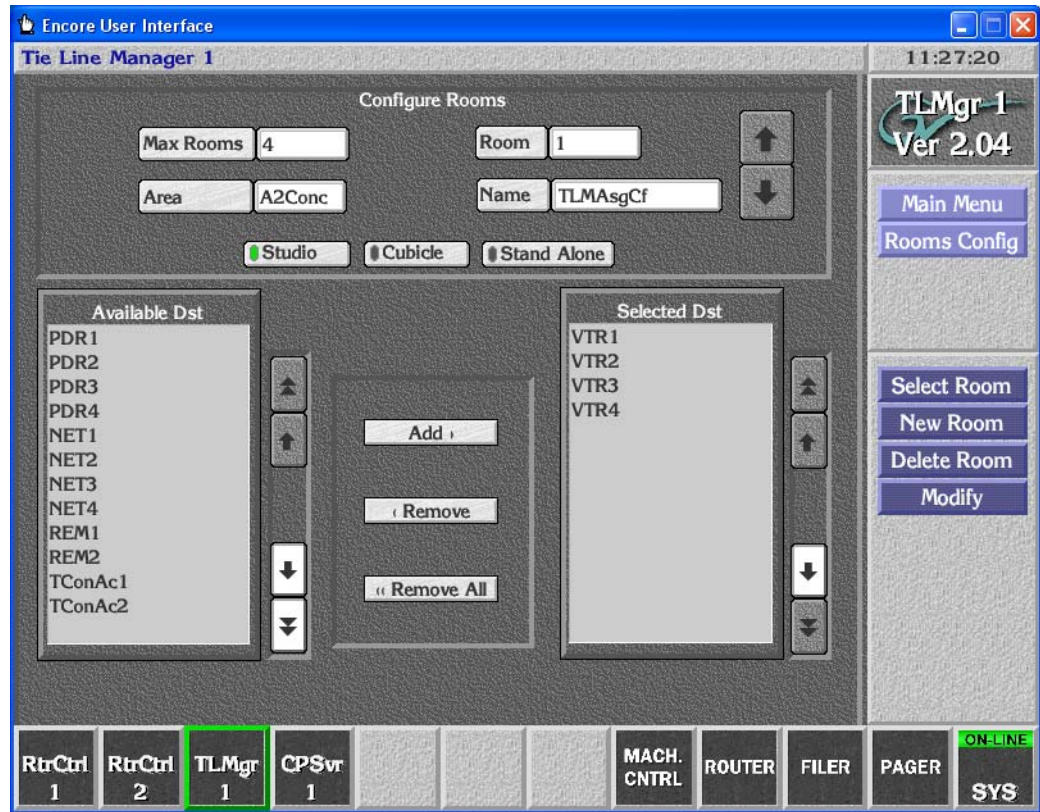 Encore User Interface
Tie Line Manager 1
11:27:20
TLMgr 1
Ver 2.04
Configure Rooms
Max Rooms 4
Room 1
Area A2Conc
Name TLMAsgCf
Studio Cubicle Stand Alone
Main Menu
Rooms Config
Available Dst
PDR1
PDR2
PDR3
PDR4
NET1
NET2
NET3
NET4
REM1
REM2
TConAc1
TConAc2
Add
Remove
Remove All
Selected Dst
VTR1
VTR2
VTR3
VTR4
Select Room
New Room
Delete Room
Modify
RtrCtrl
1
RtrCtrl
2
TLMgr
1
CPSvr
1
MACH.
CNTRL
ROUTER
FILER
PAGER
ON-LINE
SYS